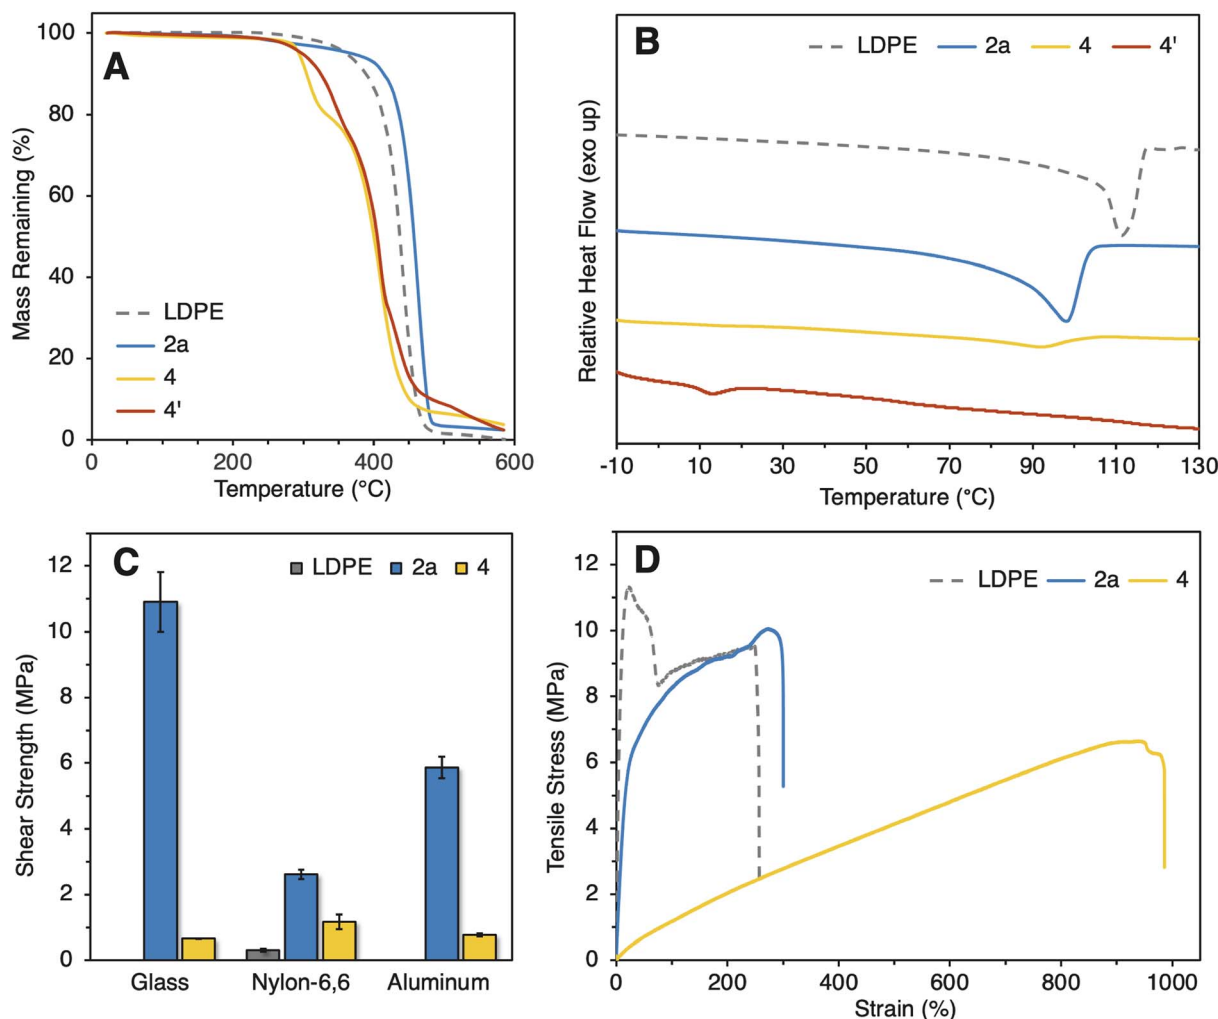 A
100
80
60
40
20
0
Mass Remaining (%)
LDPE
2a
4
4'
0 200 400 600
Temperature (°C)
B
LDPE 2a 4 4'
Relative Heat Flow (exo up)
-10 10 30 50 70 90 110 130
Temperature (°C)
C
LDPE 2a 4
12
10
8
6
4
2
0
Shear Strength (MPa)
Glass Nylon-6,6 Aluminum
D
LDPE 2a 4
12
10
8
6
4
2
0
Tensile Stress (MPa)
0 200 400 600 800 1000
Strain (%)